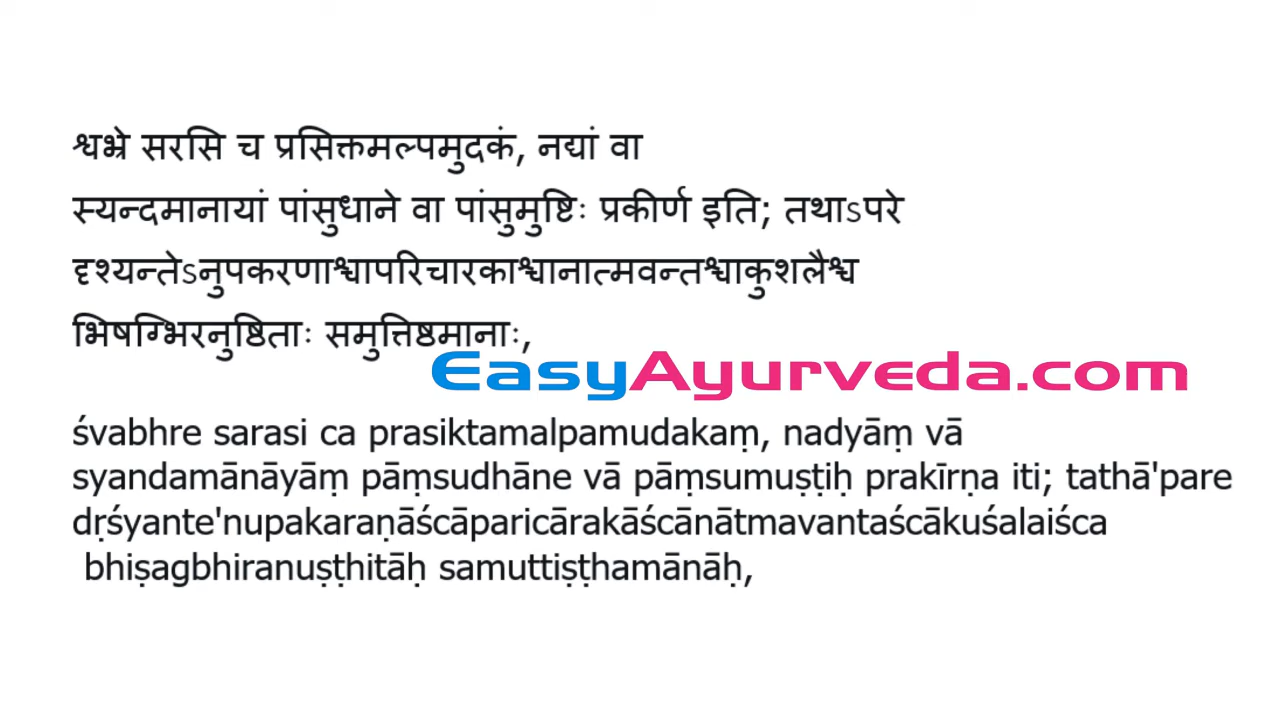 श्वभ्रे सरसि च प्रसिक्तमल्पमुदकं, नद्यां वा
स्यन्दमानायां पांसुधाने वा पांसुमुष्टिः प्रकीर्ण इति; तथाऽपरे
दृश्यन्तेऽनुपकरणाश्चापरिचारकाश्चानात्मवन्तश्चाकुशलैश्च
भिषग्भिरनुष्ठिताः समुत्तिष्ठमानाः,
EasyAyurveda.com
śvabhre sarasi ca prasiktamalpamudakaṃ, nadyāṃ vā
syandamānāyāṃ pāṃsudhāne vā pāṃsumuṣṭiḥ prakīrṇa iti; tathā'pare
dṛśyante'nupakaraṇāścāparicārakāścānātmavantaścākuśalaiśca
bhiṣagbhiranuṣṭhitāḥ samuttiṣṭhamānāḥ,